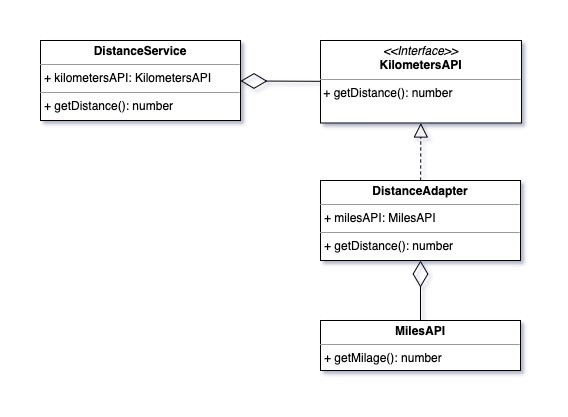 DistanceService
+ kilometersAPI: KilometersAPI
+ getDistance(): number
<<Interface>>
KilometersAPI
+ getDistance(): number
DistanceAdapter
+ milesAPI: MilesAPI
+ getDistance(): number
MilesAPI
+ getMilage(): number